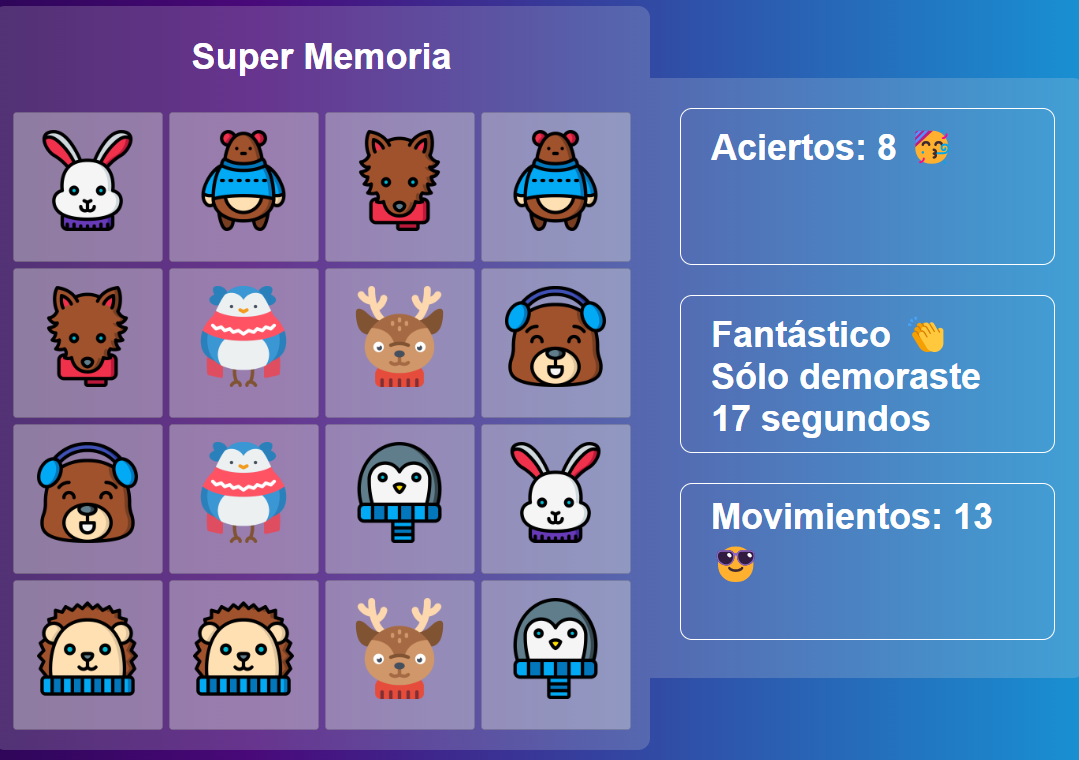 Super Memoria
Aciertos: 8 🥳
Fantástico 👏
Sólo demoraste
17 segundos
Movimientos: 13
😎